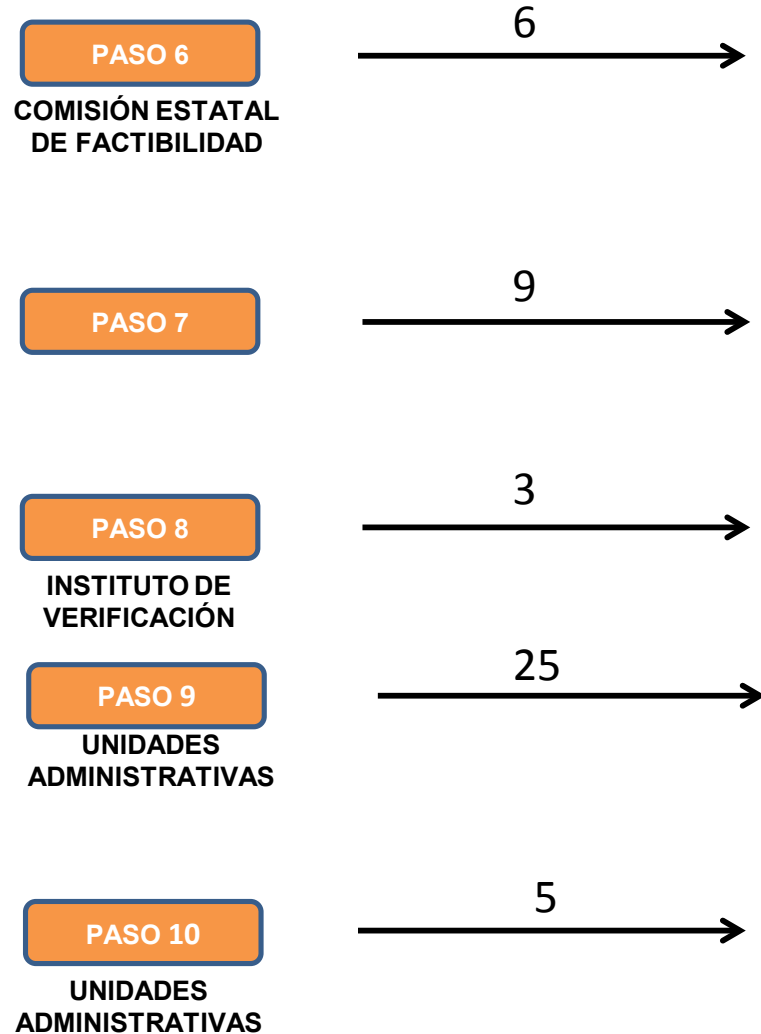 PASO 6
6
COMISIÓN ESTATAL
DE FACTIBILIDAD
PASO 7
9
PASO 8
3
INSTITUTO DE
VERIFICACIÓN
PASO 9
25
UNIDADES
ADMINISTRATIVAS
PASO 10
5
UNIDADES
ADMINISTRATIVAS